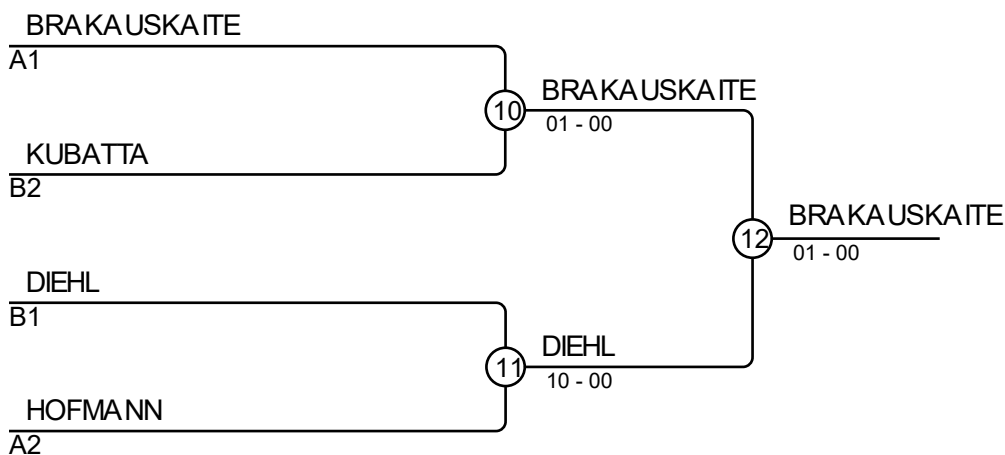 BRAKAUSKAITE
A1
10
BRAKAUSKAITE
01 - 00
KUBATTA
B2
12
BRAKAUSKAITE
01 - 00
DIEHL
B1
11
DIEHL
10 - 00
HOFMANN
A2